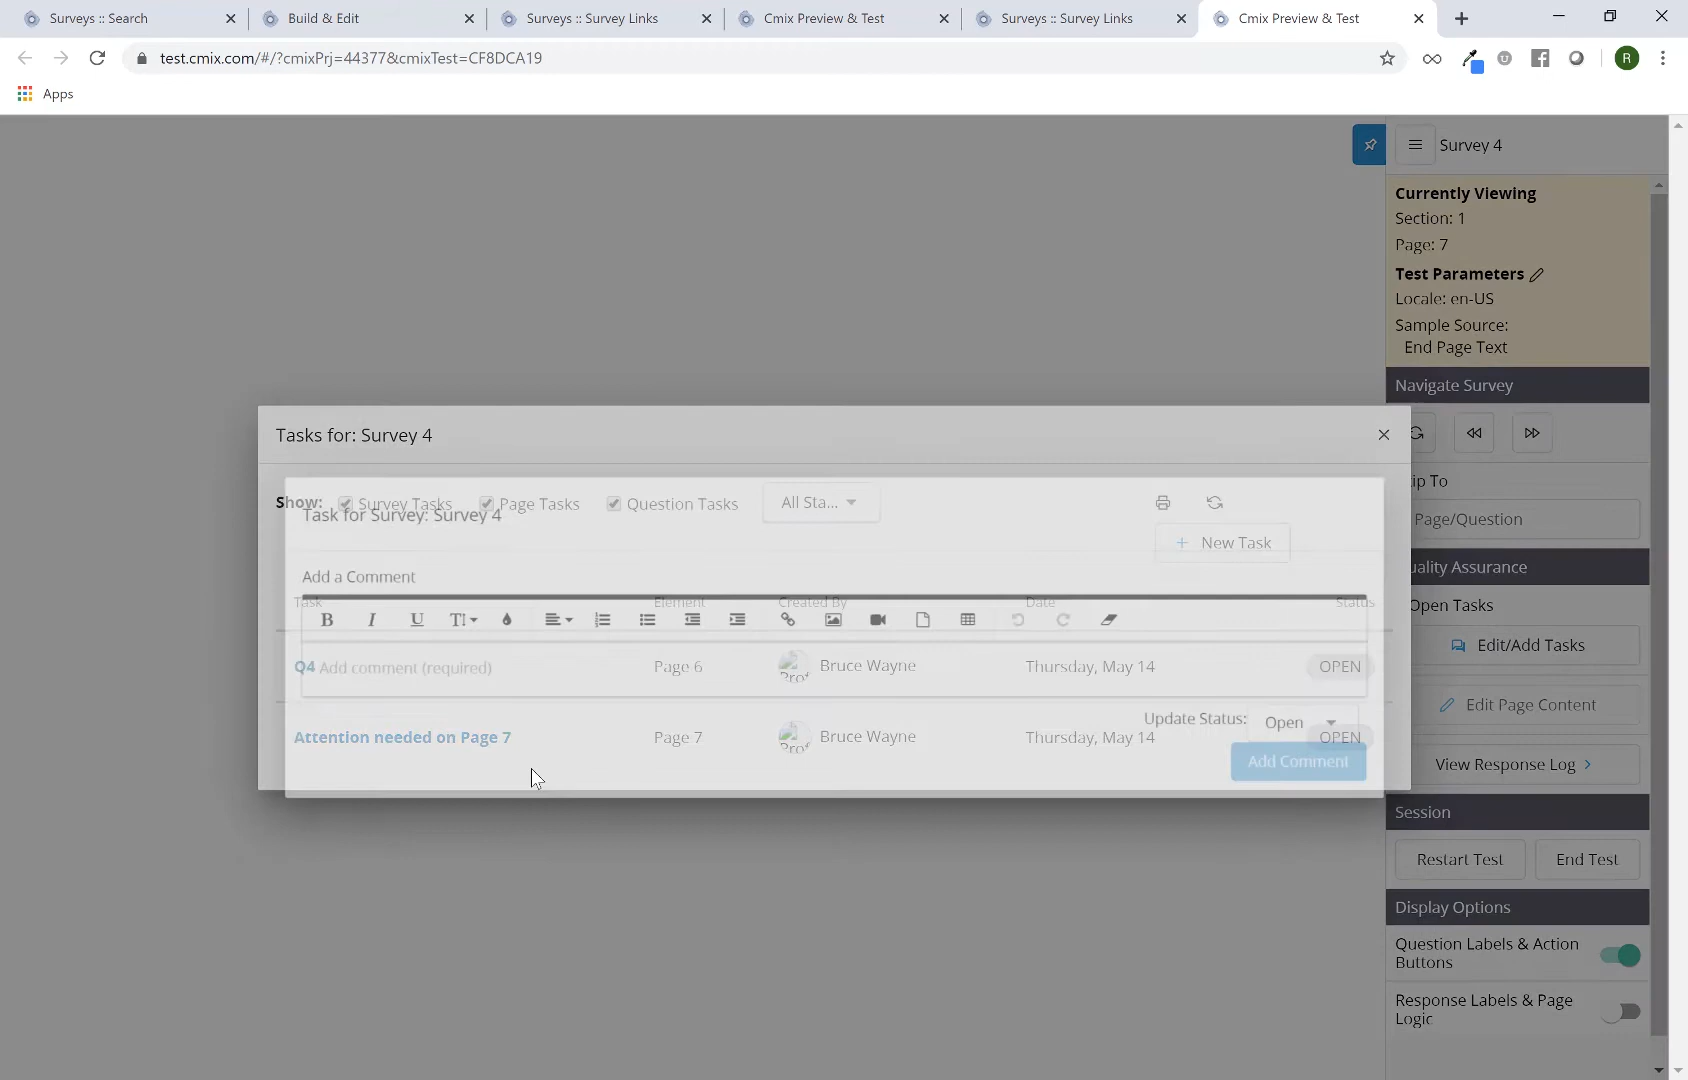 Surveys :: Search
Build & Edit
Surveys :: Survey Links
Cmix Preview & Test
Surveys :: Survey Links
Cmix Preview & Test
test.cmix.com/#/?cmixPrj=44377&cmixTest=CF8DCA19
R
Apps
Survey 4
Currently Viewing
Section: 1
Page: 7
Test Parameters
Locale: en-US
Sample Source:
End Page Text
Navigate Survey
ip To
Page/Question
uality Assurance
Open Tasks
Edit/Add Tasks
Edit Page Content
View Response Log
Session
Restart Test
End Test
Display Options
Question Labels & Action
Buttons
Response Labels & Page
Logic
Tasks for: Survey 4
Show: Survey Tasks Page Tasks Question Tasks All Sta...
Task for Survey: Survey 4
+ New Task
Add a Comment
Task Element Created By Date Status
B I U T
Add comment (required)
Q4 Page 6 Bruce Wayne Thursday, May 14 OPEN
Update Status: Open
Attention needed on Page 7 Page 7 Bruce Wayne Thursday, May 14 OPEN
Add Comment